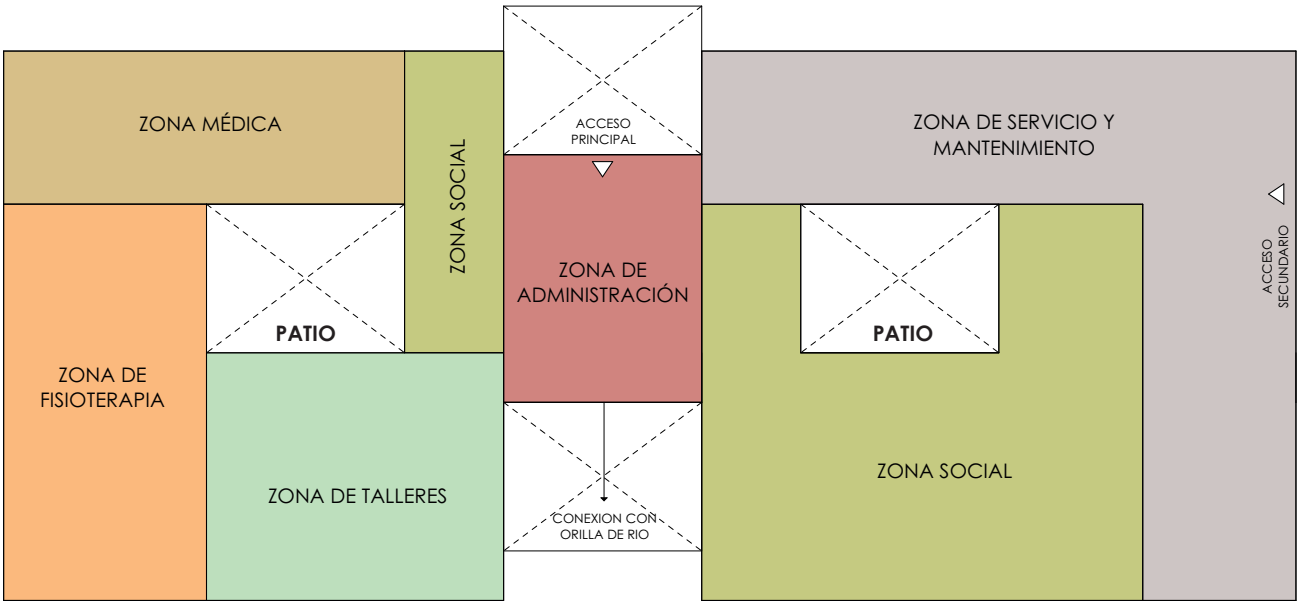 ZONA MÉDICA
ZONA SOCIAL
ACCESO
PRINCIPAL
ZONA DE SERVICIO Y
MANTENIMIENTO
ACCESO
SECUNDARIO
ZONA DE
ADMINISTRACIÓN
PATIO
PATIO
ZONA DE
FISIOTERAPIA
ZONA DE TALLERES
CONEXION CON
ORILLA DE RIO
ZONA SOCIAL